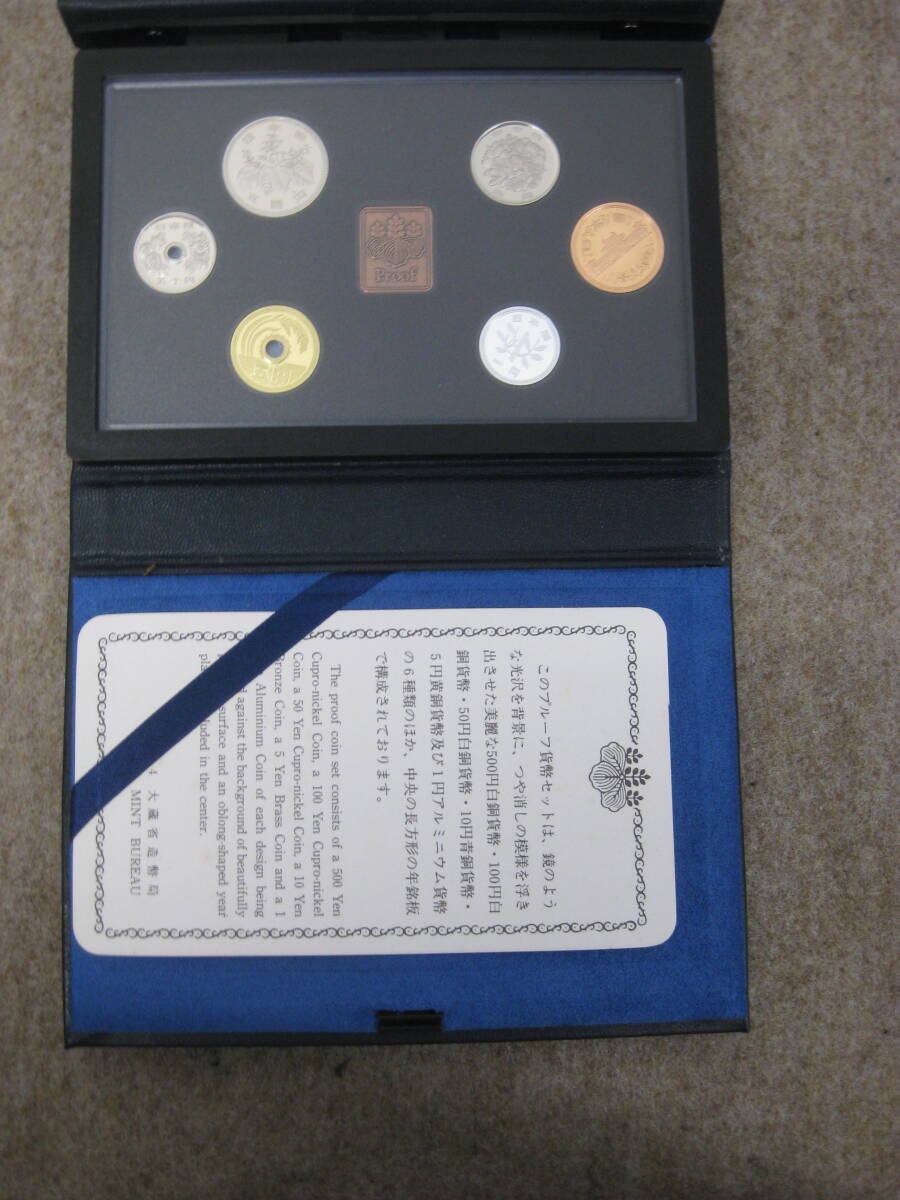 Proof
このプルーフ貨幣セットは、鏡のよう
な光沢を背景に、つや消しの模様を浮き
出させた美麗な500円白銅貨幣・100円白
銅貨幣・50円白銅貨幣・10円青銅貨幣・
5円黄銅貨幣及び1円アルミニウム貨幣
の6種類のほか、中央の長方形の年銘板
で構成されております。
The proof coin set consists of a 500 Yen
Cupro-nickel Coin, a 100 Yen Cupro-nickel
Coin, a 50 Yen Cupro-nickel Coin, a 10 Yen
Bronze Coin, a 5 Yen Brass Coin and a 1
Aluminium Coin of each design being
against the background of beautifully
surface and an oblong-shaped year
in the center.
大蔵省造幣局
MINT BUREAU